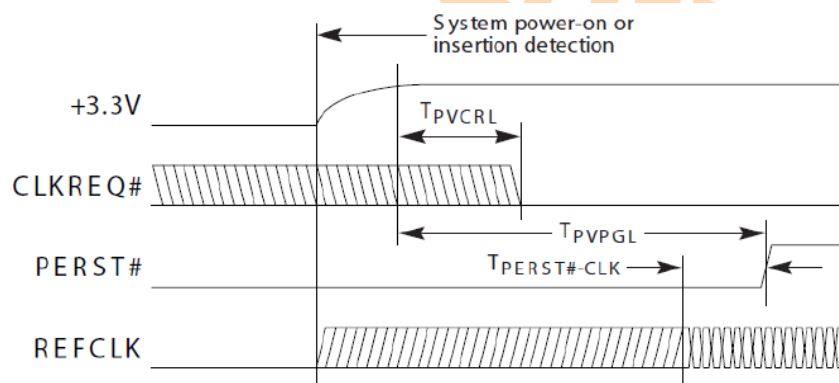 System power-on or
insertion detection
+3.3V
TPVCRL
CLKREQ#
TPVPGL
PERST#
TPERST#-CLK
REFCLK